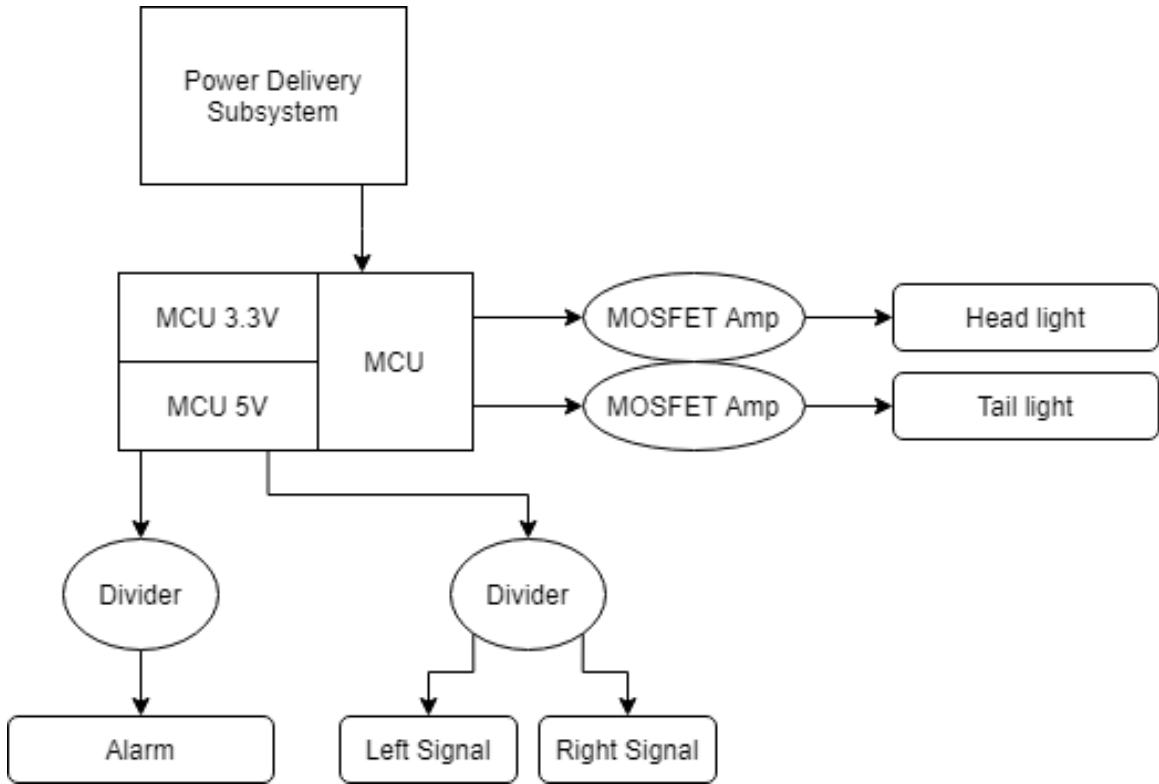 Power Delivery
Subsystem
MCU 3.3V
MCU
MCU 5V
MOSFET Amp
Head light
MOSFET Amp
Tail light
Divider
Divider
Alarm
Left Signal
Right Signal